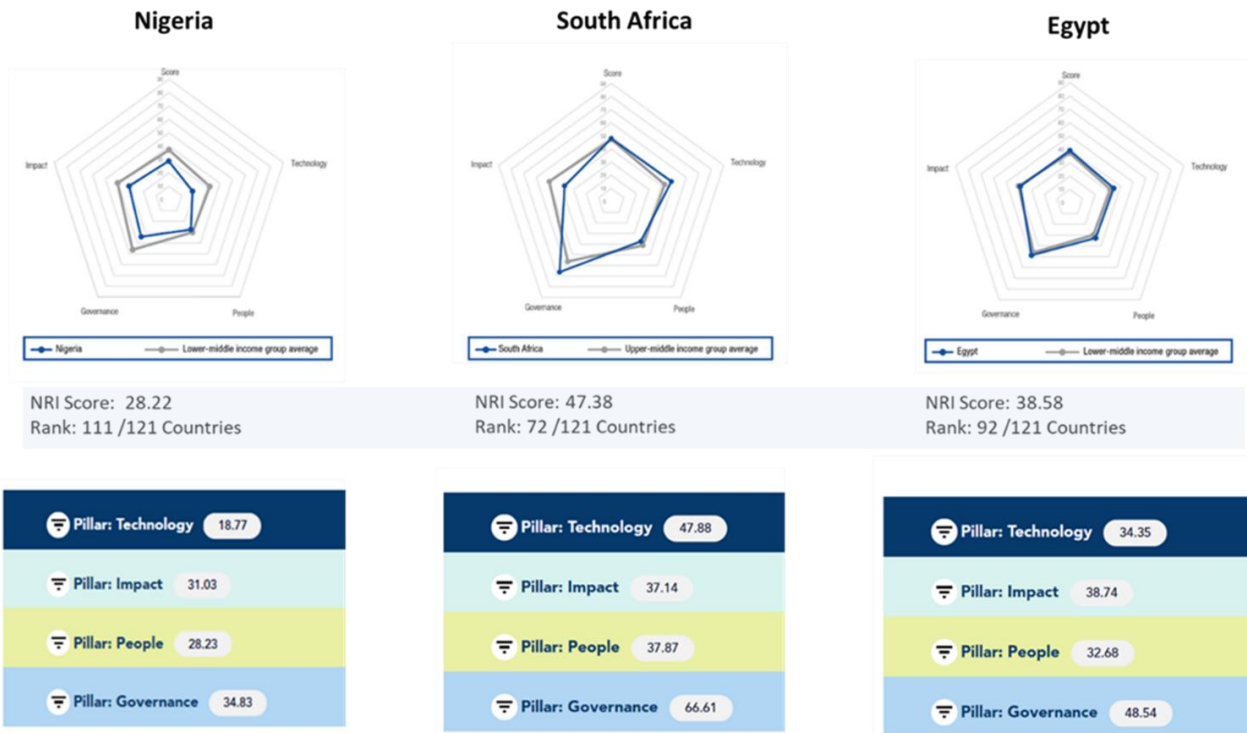 Nigeria
Score
Impact
Technology
Governance
People
Nigeria
Lower-middle income group average
South Africa
Score
Impact
Technology
Governance
People
South Africa
Upper-middle income group average
Egypt
Score
Impact
Technology
Governance
People
Egypt
Lower-middle income group average
NRI Score: 28.22
Rank: 111 /121 Countries
NRI Score: 47.38
Rank: 72 /121 Countries
NRI Score: 38.58
Rank: 92 /121 Countries
Pillar: Technology 18.77
Pillar: Impact 31.03
Pillar: People 28.23
Pillar: Governance 34.83
Pillar: Technology 47.88
Pillar: Impact 37.14
Pillar: People 37.87
Pillar: Governance 66.61
Pillar: Technology 34.35
Pillar: Impact 38.74
Pillar: People 32.68
Pillar: Governance 48.54